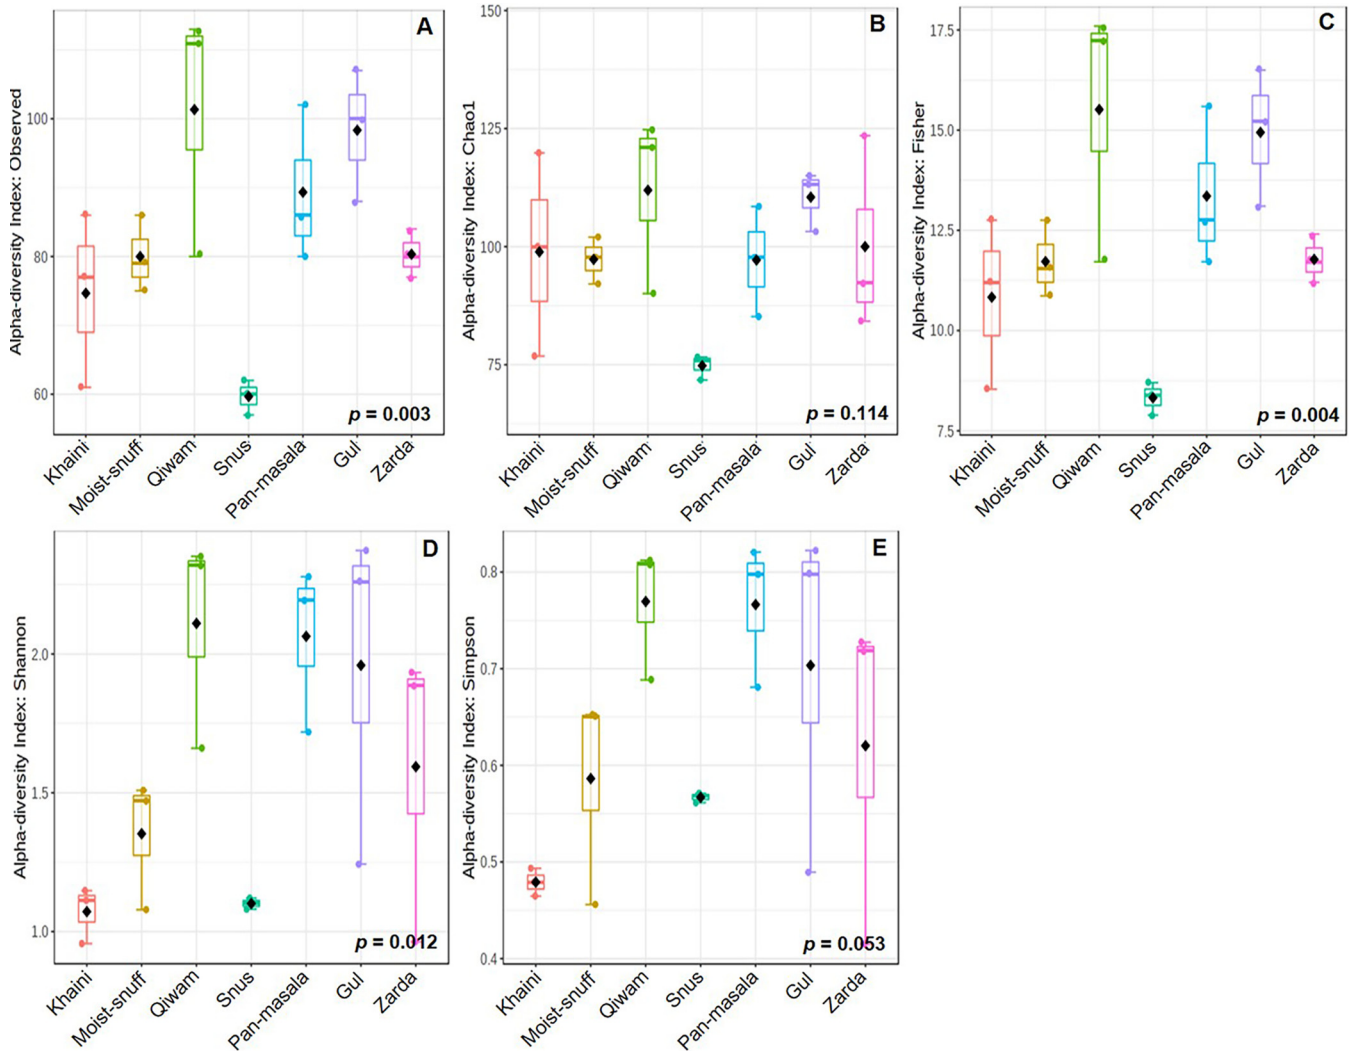 A
Alpha-diversity Index:: Observed
100
80
60
p = 0.003
Khaini
Moist-snuff
Qiwam
Snus
Pan-masala
Gul
Zarda
B
Alpha-diversity Index:: Chao1
150
125
100
75
p = 0.114
Khaini
Moist-snuff
Qiwam
Snus
Pan-masala
Gul
Zarda
C
Alpha-diversity Index:: Fisher
17.5
15.0
12.5
10.0
7.5
p = 0.004
Khaini
Moist-snuff
Qiwam
Snus
Pan-masala
Gul
Zarda
D
Alpha-diversity Index:: Shannon
2.0
1.5
1.0
p = 0.012
Khaini
Moist-snuff
Qiwam
Snus
Pan-masala
Gul
Zarda
E
Alpha-diversity Index:: Simpson
0.8
0.7
0.6
0.5
0.4
p = 0.053
Khaini
Moist-snuff
Qiwam
Snus
Pan-masala
Gul
Zarda